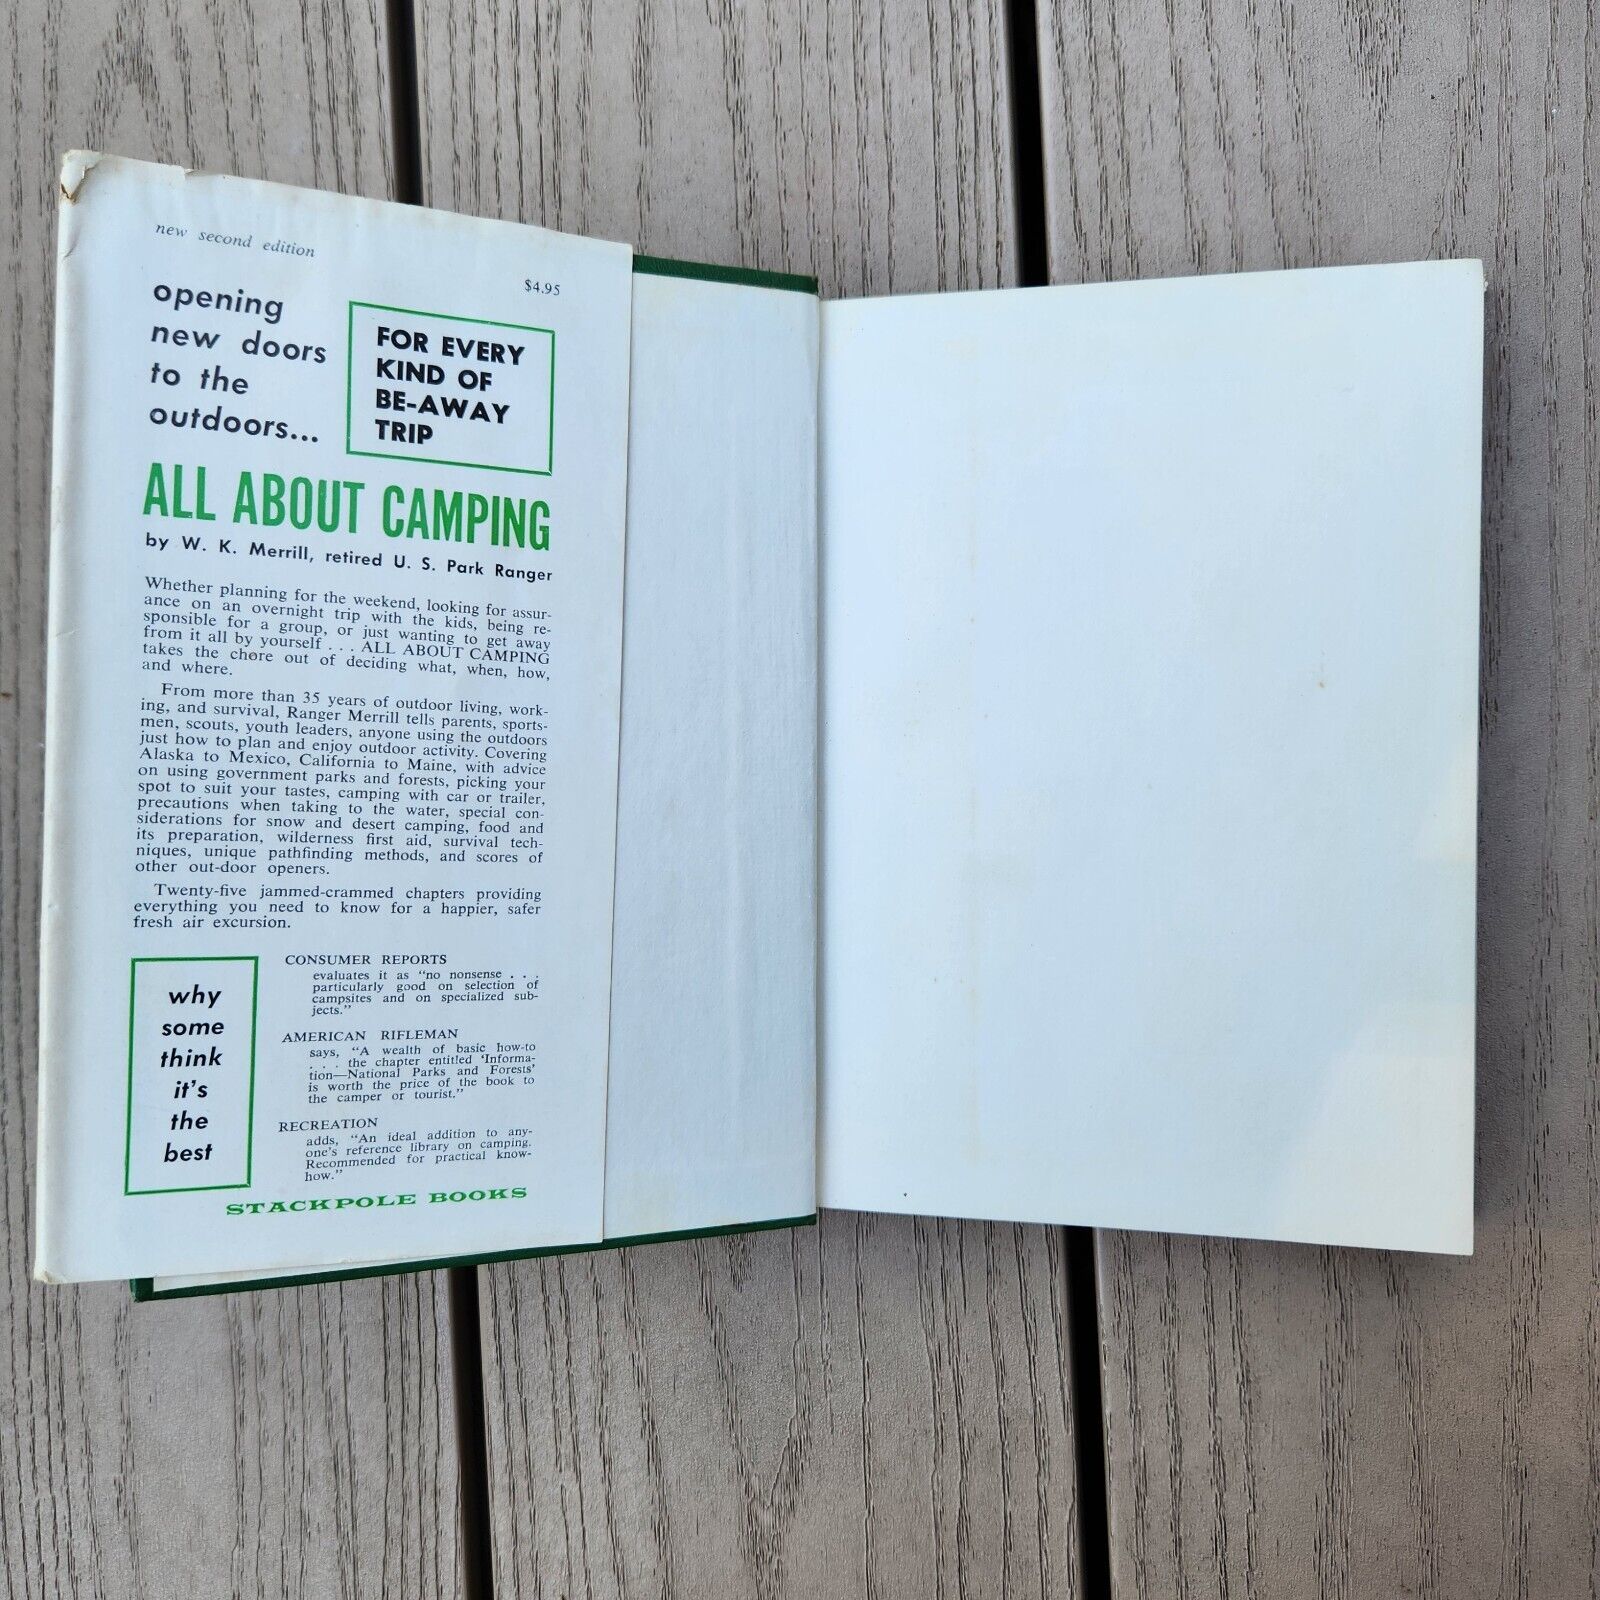 new second edition
$4.95
opening
new doors
to the
outdoors...
FOR EVERY
KIND OF
BE-AWAY
TRIP
ALL ABOUT CAMPING
by W. K. Merrill, retired U. S. Park Ranger
Whether planning for the weekend, looking for assur-
ance on an overnight trip with the kids, being re-
sponsible for a group, or just wanting to get away
from it all by yourself . . . ALL ABOUT CAMPING
takes the chore out of deciding what, when, how,
and where.
From more than 35 years of outdoor living, work-
ing, and survival, Ranger Merrill tells parents, sports-
men, scouts, youth leaders, anyone using the outdoors
just how to plan and enjoy outdoor activity. Covering
Alaska to Mexico, California to Maine, with advice
on using government parks and forests, picking your
spot to suit your tastes, camping with car or trailer,
precautions when taking to the water, special con-
siderations for snow and desert camping, food and
its preparation, wilderness first aid, survival tech-
niques, unique pathfinding methods, and scores of
other out-door openers.
Twenty-five jammed-crammed chapters providing
everything you need to know for a happier, safer
fresh air excursion.
why
some
think
it's
the
best
CONSUMER REPORTS
evaluates it as "no nonsense . . .
particularly good on selection of
campsites and on specialized sub-
jects."
AMERICAN RIFLEMAN
says, "A wealth of basic how-to
. . . the chapter entitled 'Informa-
tion—National Parks and Forests'
is worth the price of the book to
the camper or tourist."
RECREATION
adds, "An ideal addition to any-
one's reference library on camping.
Recommended for practical know-
how."
STACKPOLE BOOKS